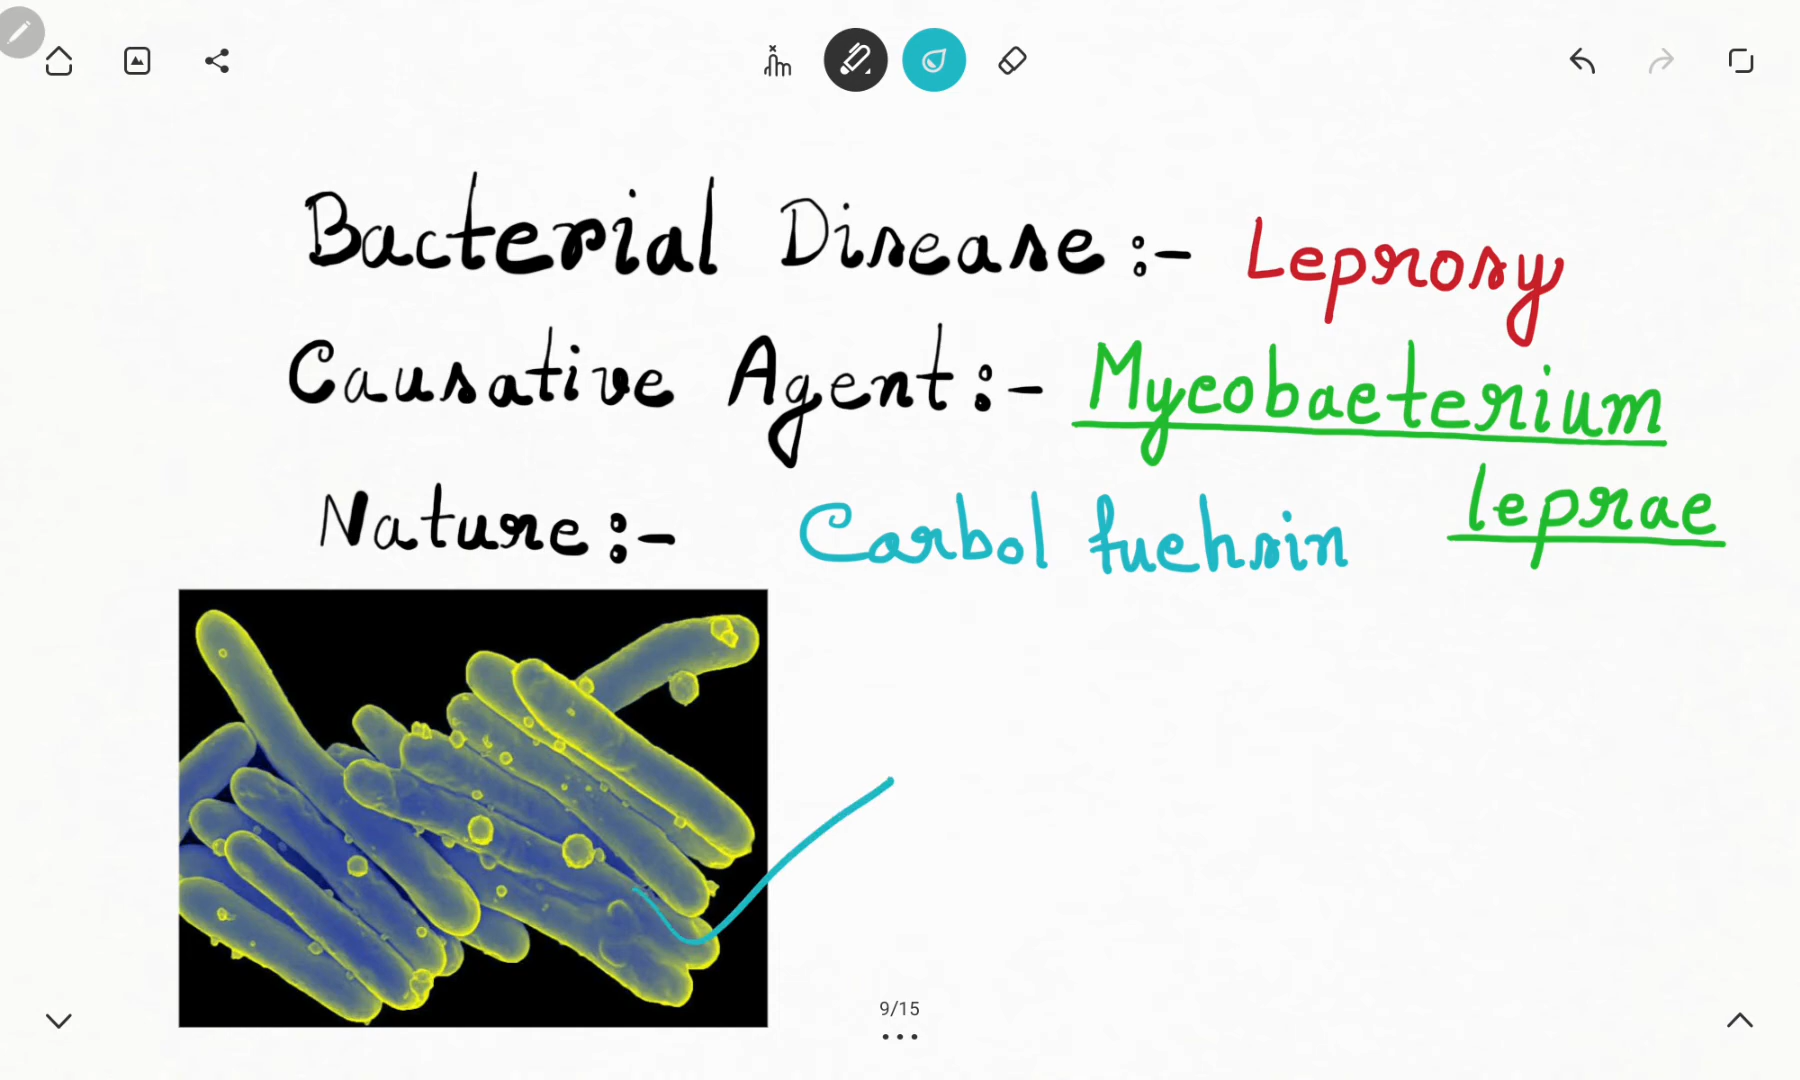 Bacterial Disease :- Leprosy
Causative Agent :- Mycobacterium
leprae
Nature :- Carbol fuchsin
9/15